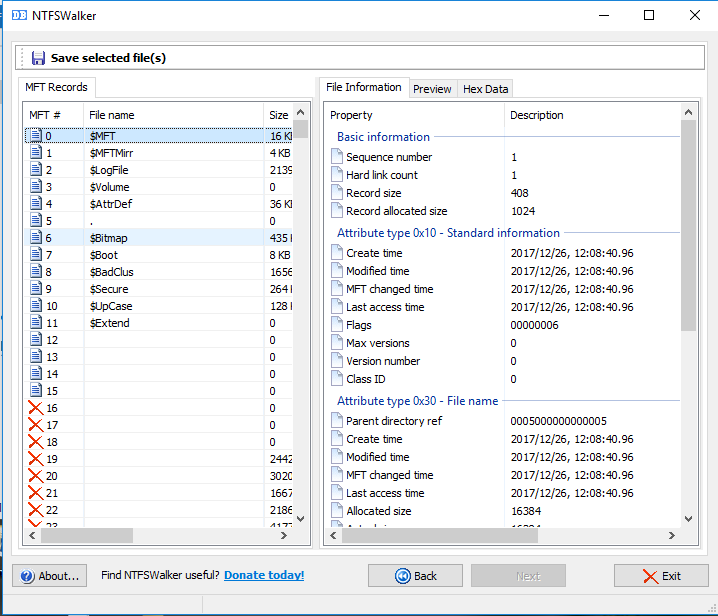 NTFSWalker
Save selected file(s)
MFT Records
MFT # File name Size
0 $MFT 16 KB
1 $MFTMirr 4 KB
2 $LogFile 2139
3 $Volume 0
4 $AttrDef 36 KB
5 . 0
6 $Bitmap 435
7 $Boot 8 KB
8 $BadClus 1656
9 $Secure 264
10 $UpCase 128
11 $Extend 0
12 0
13 0
14 0
15 0
16 0
17 0
18 0
19 2442
20 3020
21 1667
22 2186
23 4177
File Information Preview Hex Data
Property Description
Basic information
Sequence number 1
Hard link count 1
Record size 408
Record allocated size 1024
Attribute type 0x10 - Standard information
Create time 2017/12/26, 12:08:40.96
Modified time 2017/12/26, 12:08:40.96
MFT changed time 2017/12/26, 12:08:40.96
Last access time 2017/12/26, 12:08:40.96
Flags 00000006
Max versions 0
Version number 0
Class ID 0
Attribute type 0x30 - File name
Parent directory ref 0005000000000005
Create time 2017/12/26, 12:08:40.96
Modified time 2017/12/26, 12:08:40.96
MFT changed time 2017/12/26, 12:08:40.96
Last access time 2017/12/26, 12:08:40.96
Allocated size 16384
About... Find NTFSWalker useful? Donate today! Back Next Exit